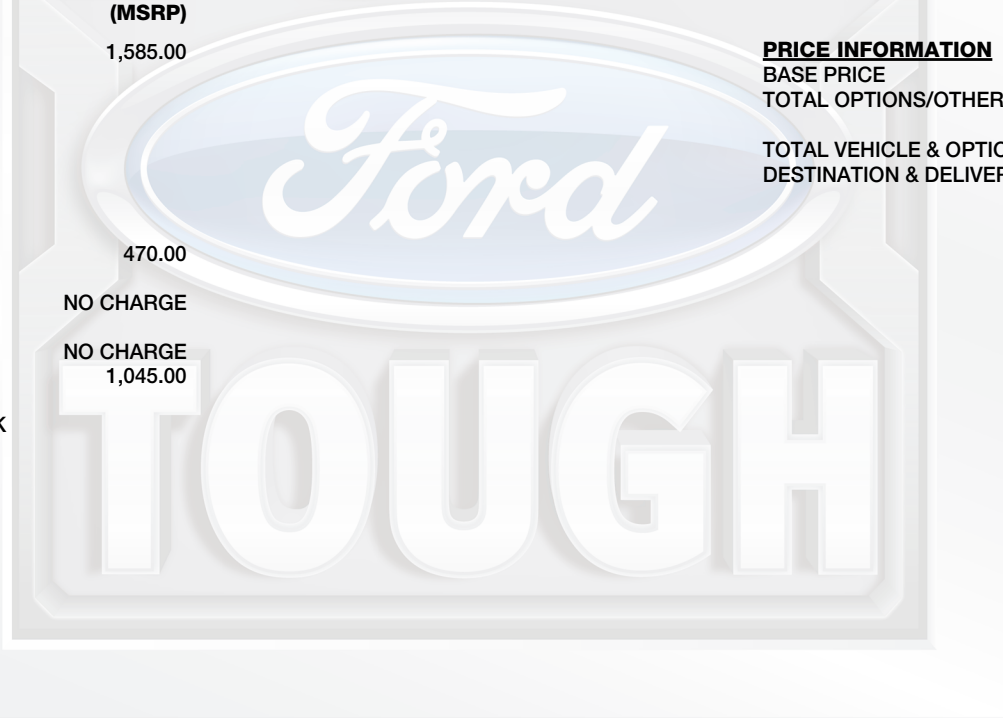 (MSRP)
1,585.00
470.00
NO CHARGE
NO CHARGE
1,045.00
K
PRICE INFORMATION
BASE PRICE
TOTAL OPTIONS/OTHER
TOTAL VEHICLE & OPTIO
DESTINATION & DELIVER
Ford
TOUGH